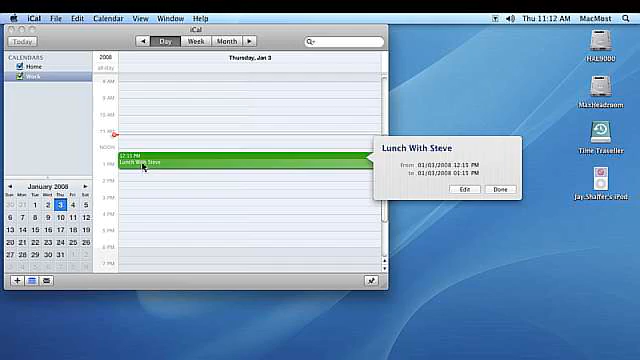 iCal File Edit Calendar View Window Help Thu 11:12 AM MacMost
iCal
Today Day Week Month
CALENDARS
Home
Work
2008 Thursday, Jan 3
all-day
8 AM
9 AM
10 AM
11 AM
NOON
12:15 PM
Lunch With Steve
1 PM
2 PM
3 PM
4 PM
5 PM
6 PM
7 PM
Lunch With Steve
from 01/03/2008 12:15 PM
to 01/03/2008 01:15 PM
Edit Done
January 2008
Sun Mon Tue Wed Thu Fri Sat
30 31 1 2 3 4 5
6 7 8 9 10 11 12
13 14 15 16 17 18 19
20 21 22 23 24 25 26
27 28 29 30 31 1 2
3 4 5 6 7 8 9
HAL9000
MaxHeadzoom
Time Traveller
Jay Shaffer's iPod